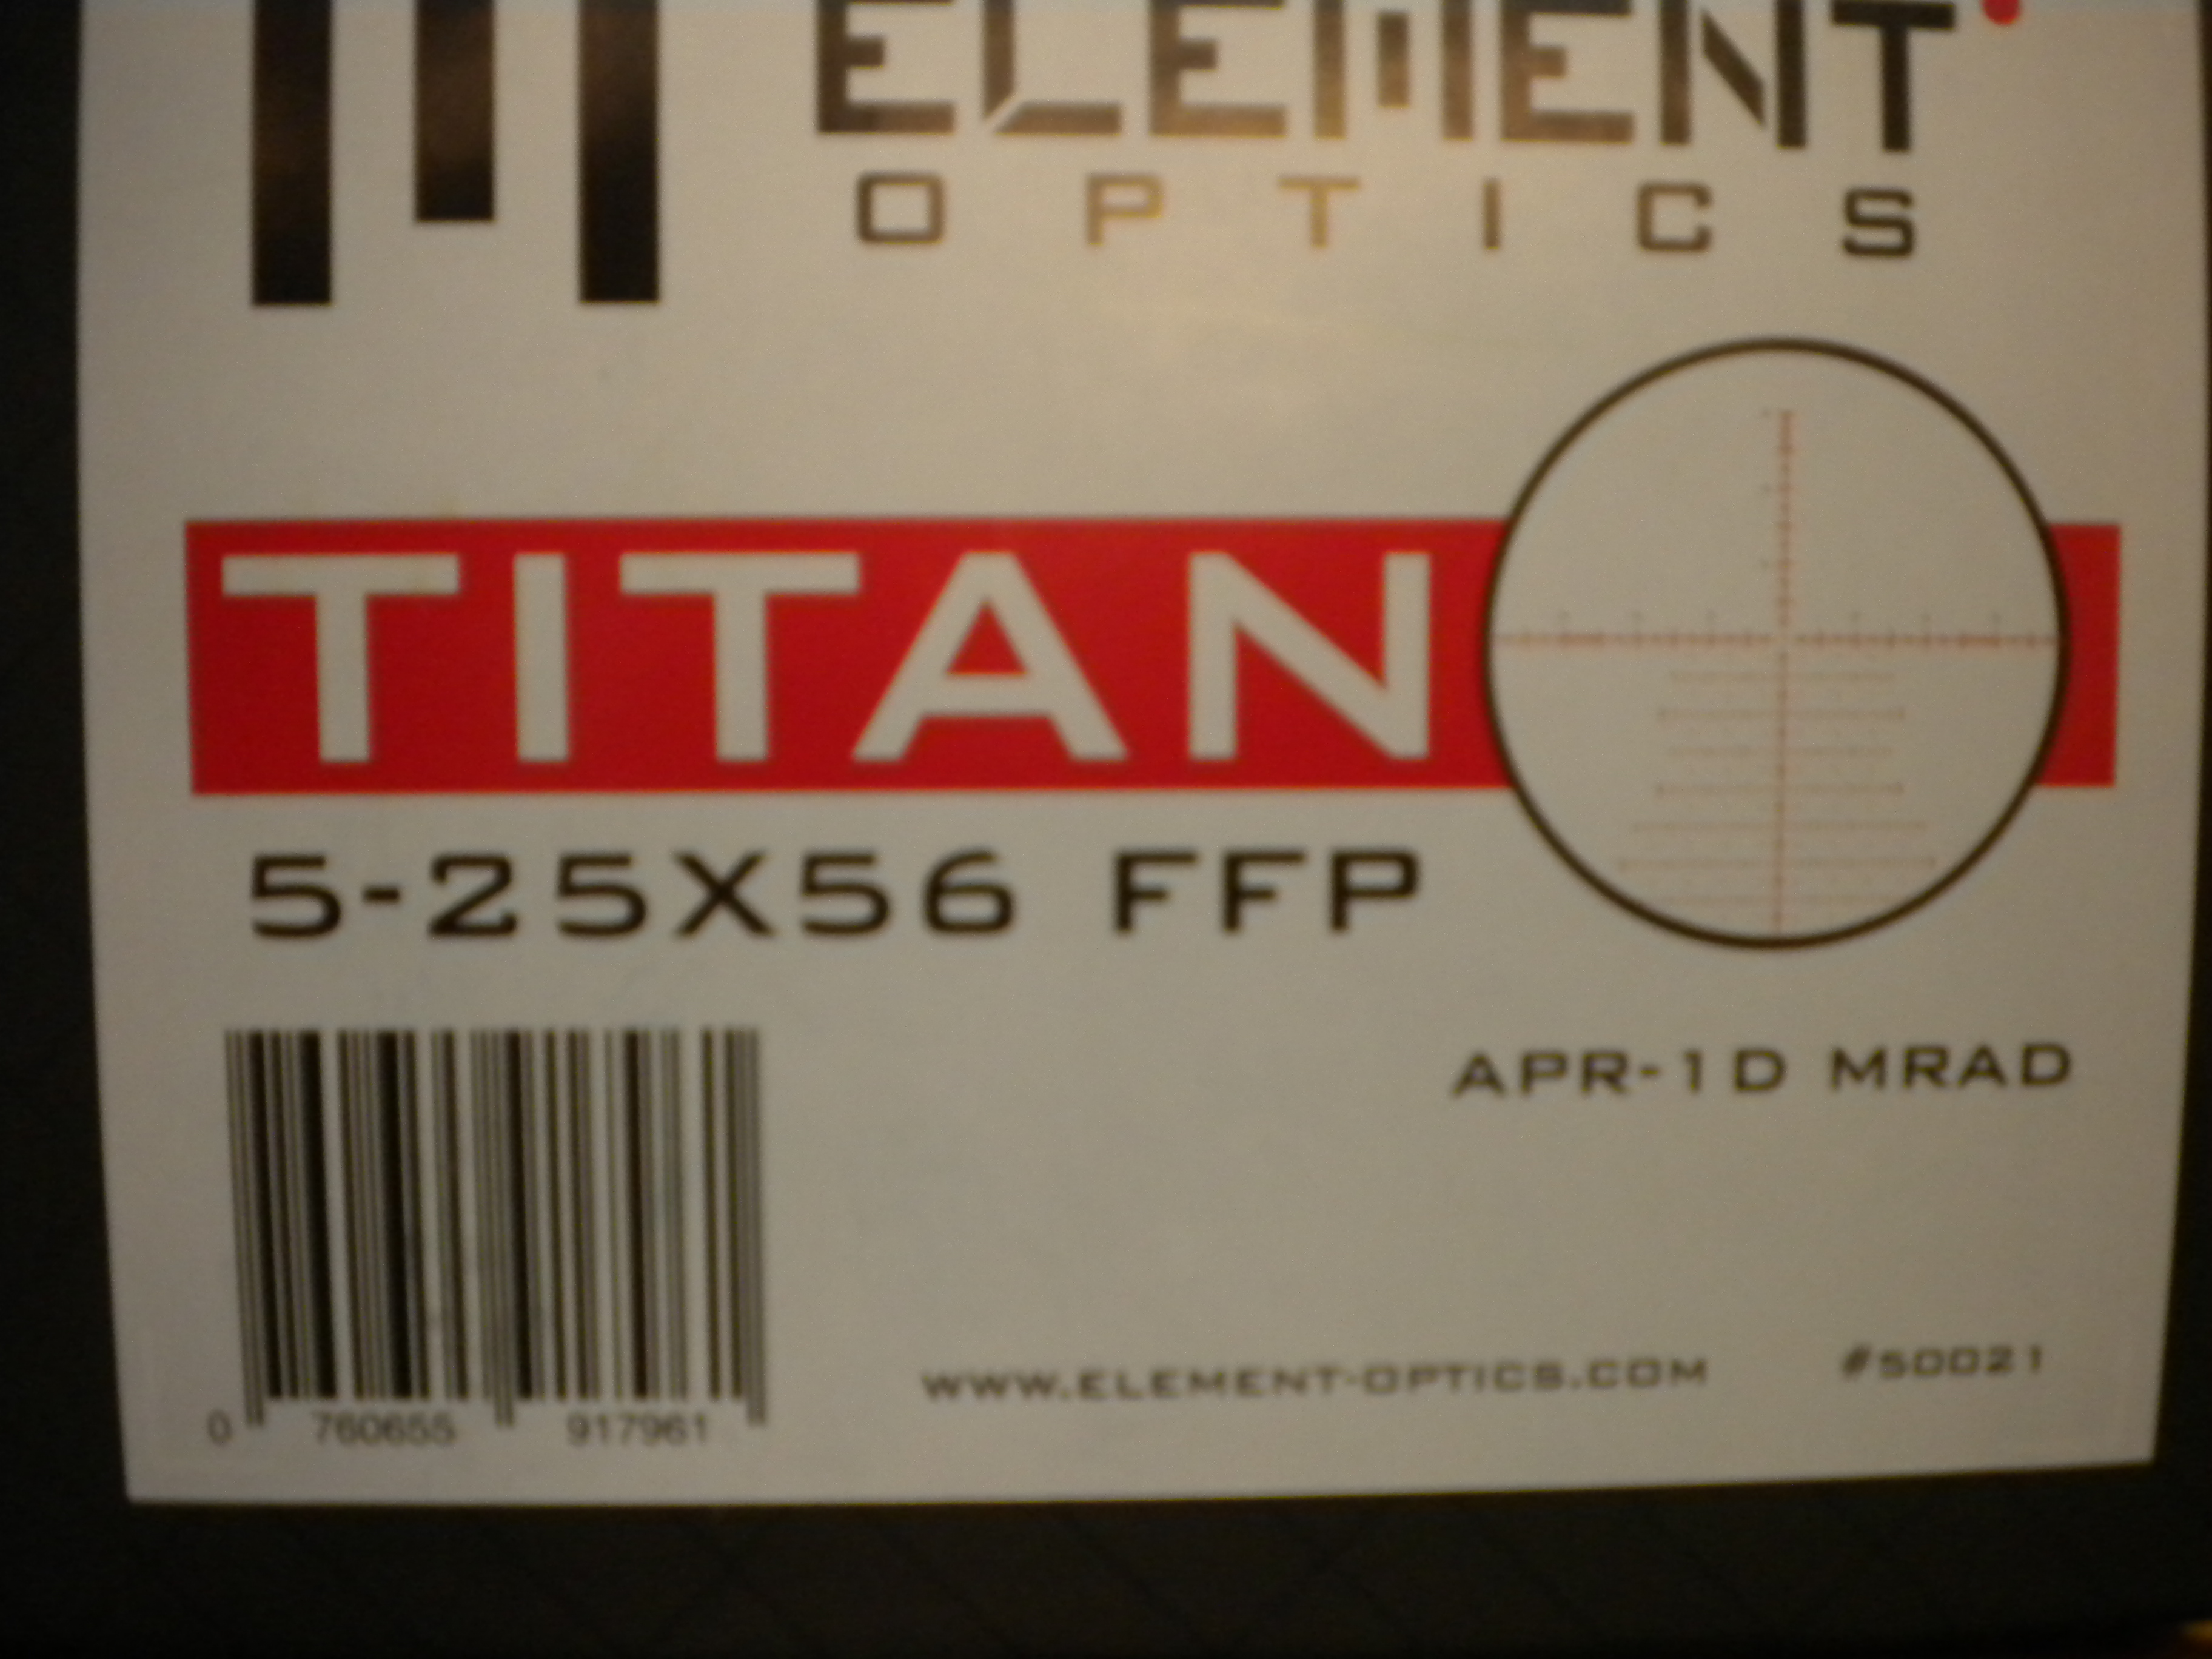 ELEMENT
OPTICS
TITAN
5-25X56 FFP
APR-1D MRAD
WWW.ELEMENT-OPTICS.COM #50021
0 760655 917961